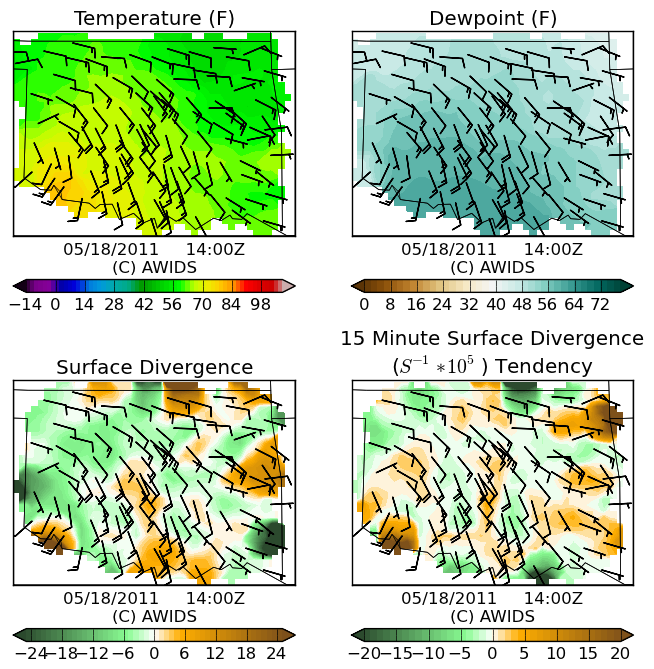 Temperature (F)
Dewpoint (F)
05/18/2011 14:00Z
(C) AWIDS
05/18/2011 14:00Z
(C) AWIDS
−14 0 14 28 42 56 70 84 98
0 8 16 24 32 40 48 56 64 72
Surface Divergence
15 Minute Surface Divergence
(S⁻¹ *10⁵ ) Tendency
05/18/2011 14:00Z
(C) AWIDS
05/18/2011 14:00Z
(C) AWIDS
−24 −18 −12 −6 0 6 12 18 24
−20 −15 −10 −5 0 5 10 15 20